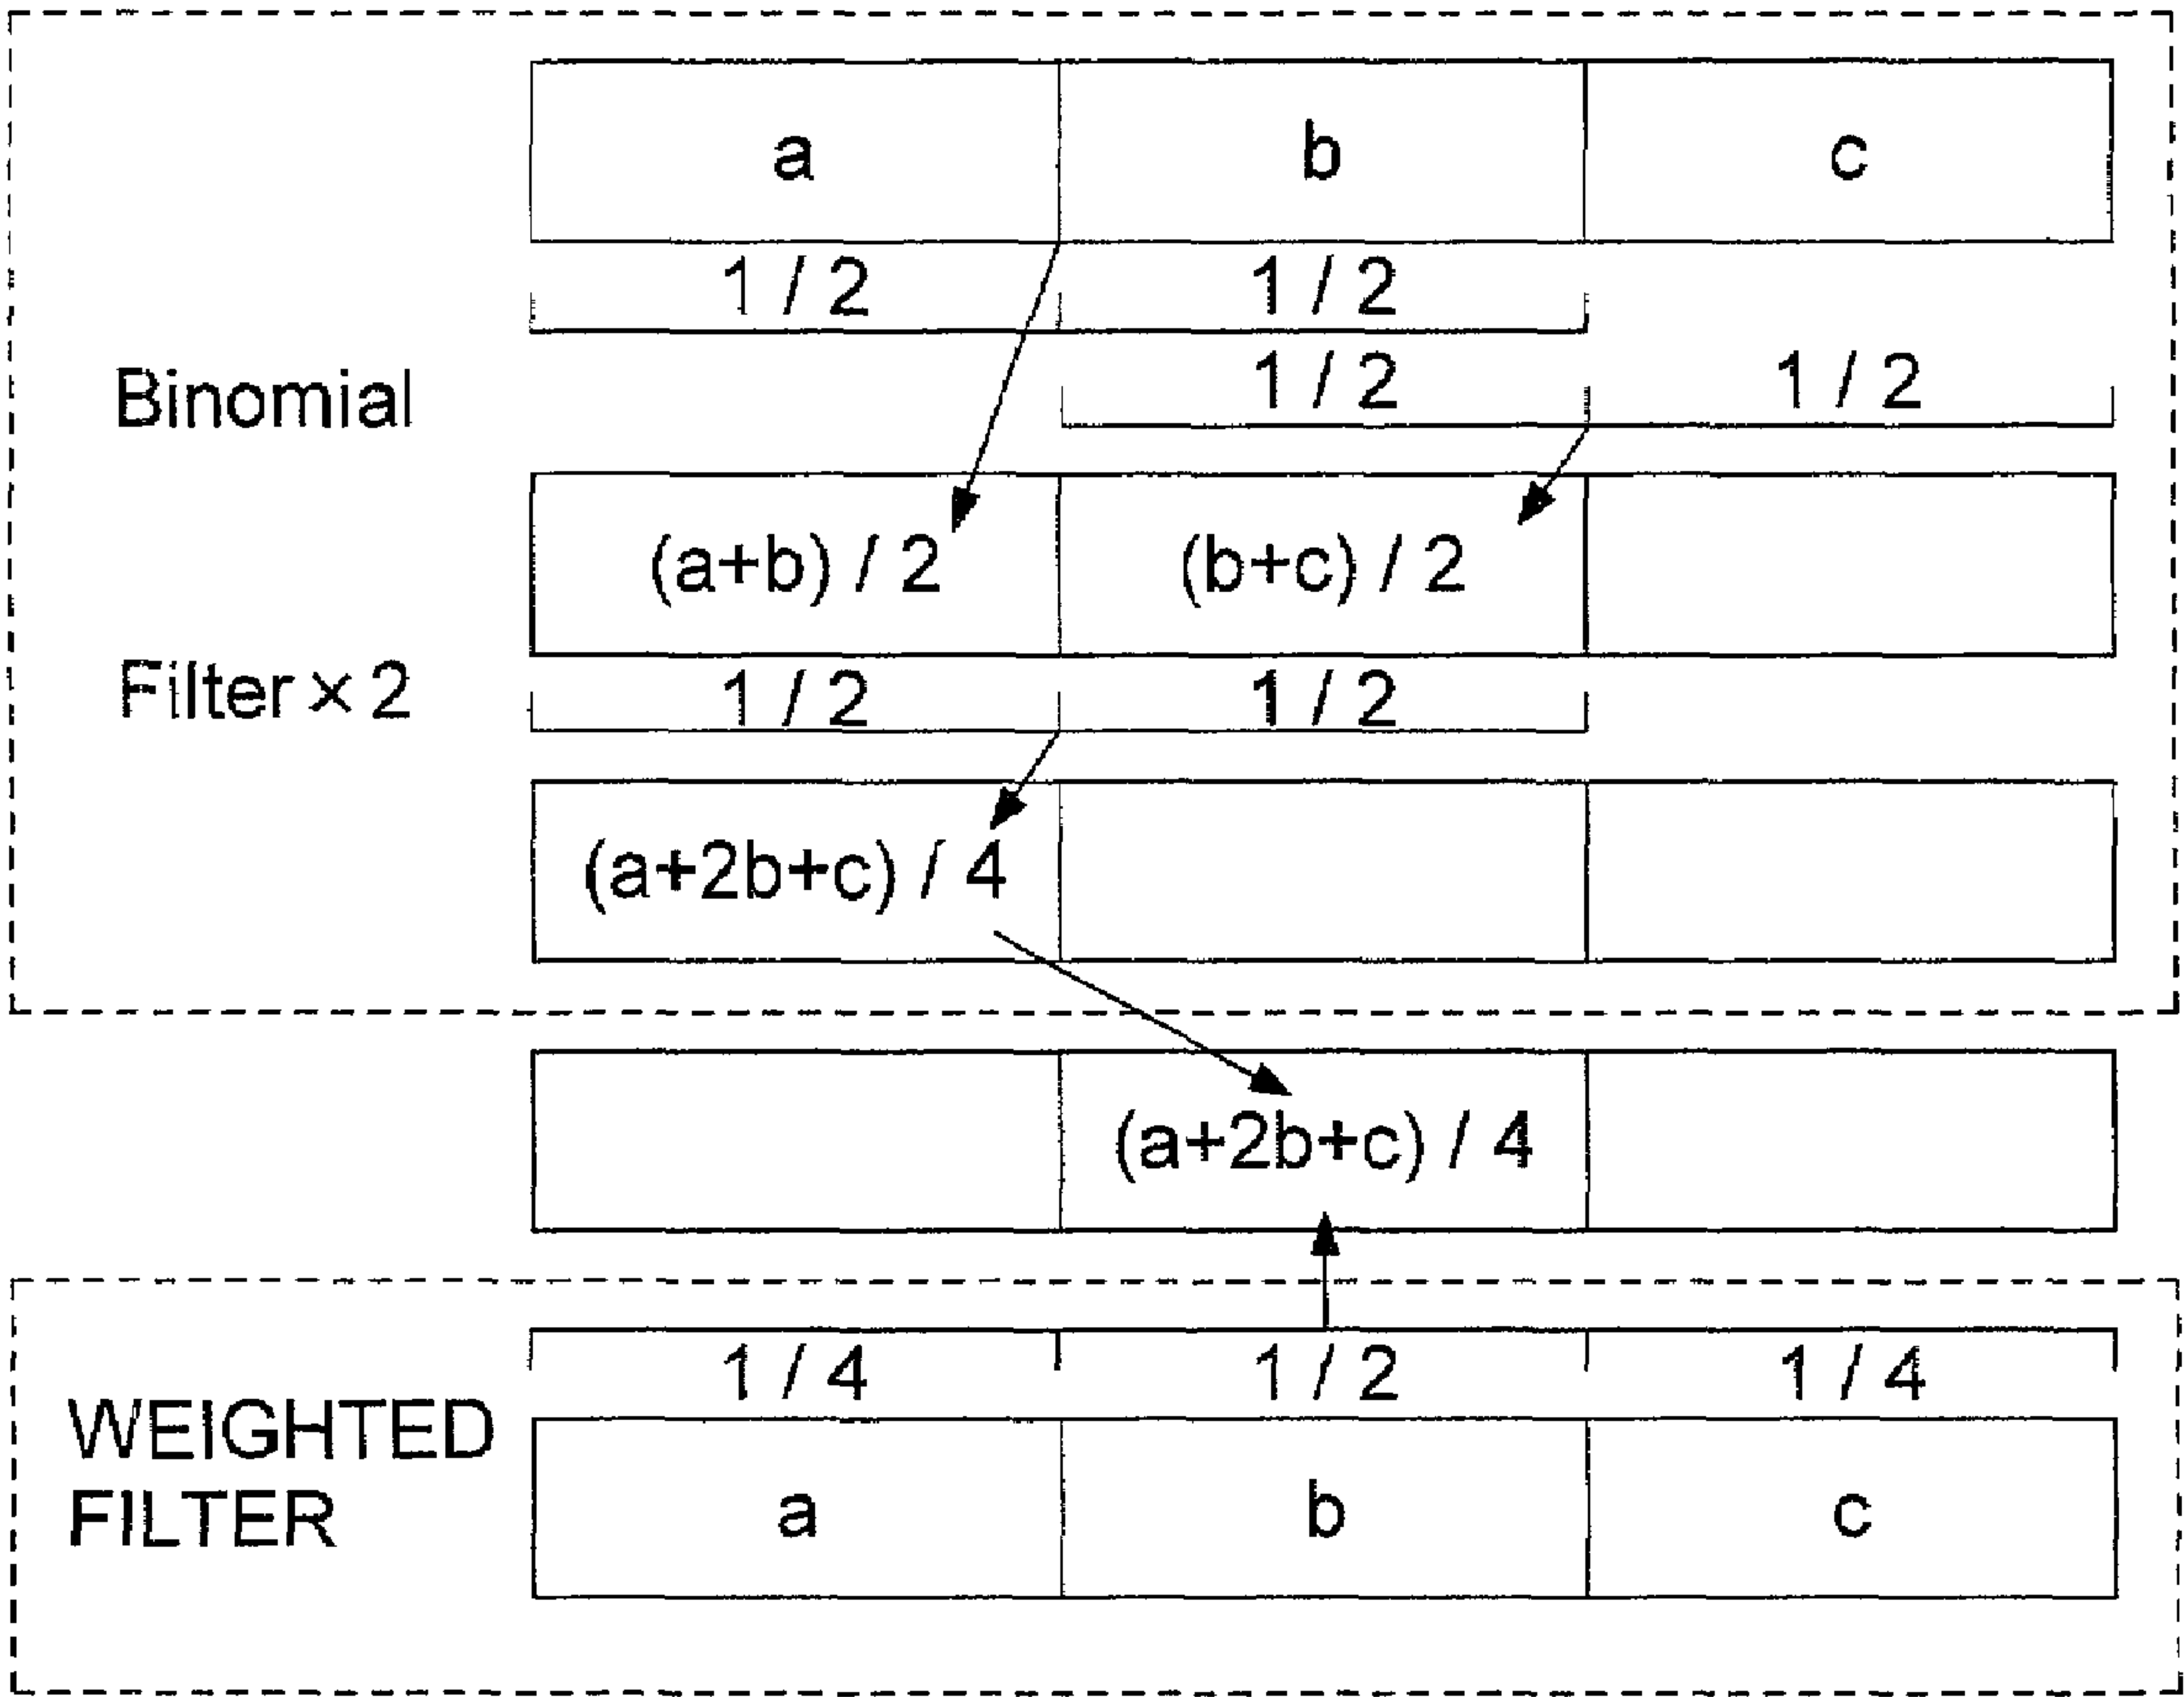 a b c
1 / 2 1 / 2
Binomial 1 / 2 1 / 2
(a+b) / 2 (b+c) / 2
Filter × 2 1 / 2 1 / 2
(a+2b+c) / 4
(a+2b+c) / 4
1 / 4 1 / 2 1 / 4
WEIGHTED
FILTER
a b c